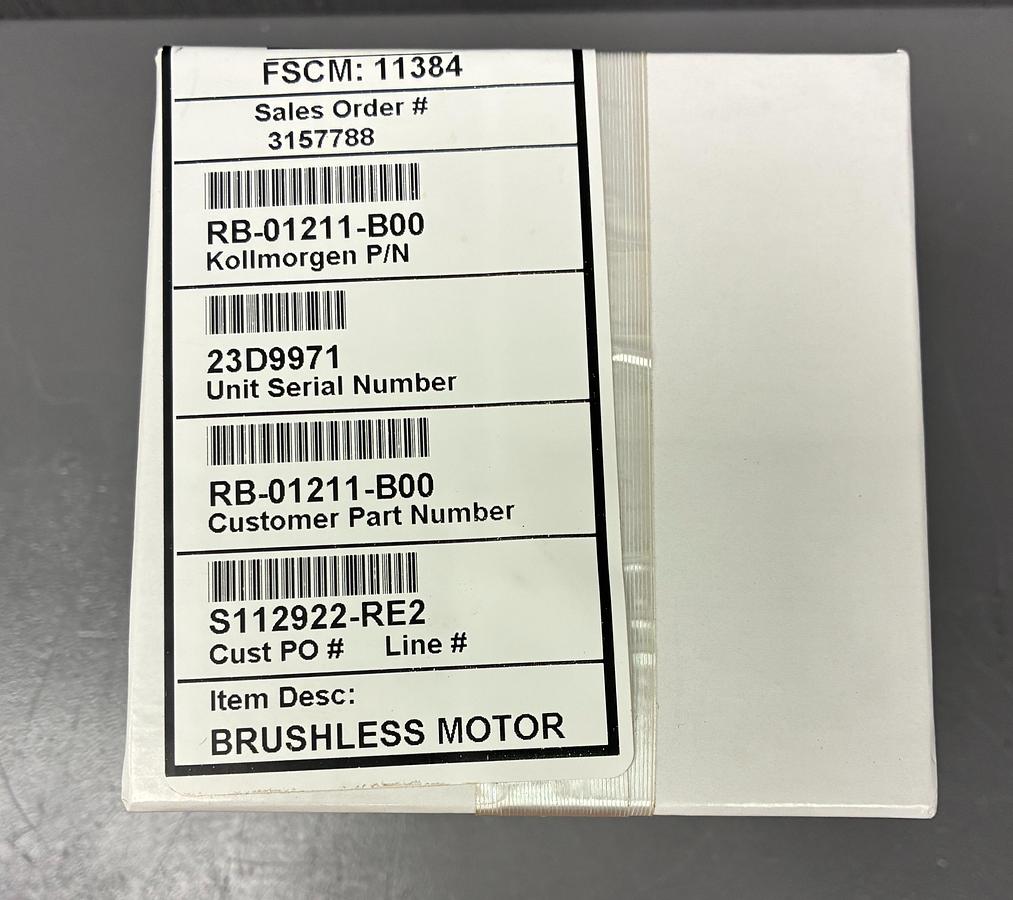 FSCM: 11384
Sales Order #
3157788
RB-01211-B00
Kollmorgen P/N
23D9971
Unit Serial Number
RB-01211-B00
Customer Part Number
S112922-RE2
Cust PO # Line #
Item Desc:
BRUSHLESS MOTOR